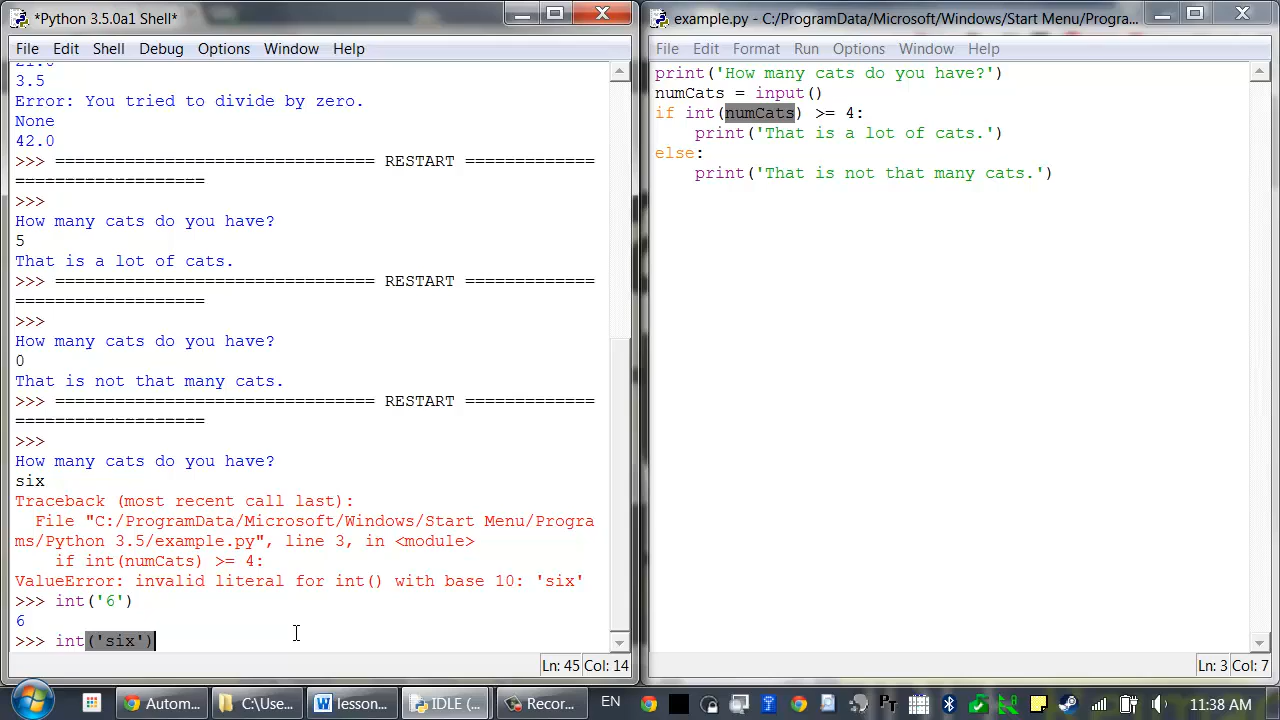 *Python 3.5.0a1 Shell*
File Edit Shell Debug Options Window Help
21.0
3.5
Error: You tried to divide by zero.
None
42.0
>>> ================================ RESTART =============
===================
>>>
How many cats do you have?
5
That is a lot of cats.
>>> ================================ RESTART =============
===================
>>>
How many cats do you have?
0
That is not that many cats.
>>> ================================ RESTART =============
===================
>>>
How many cats do you have?
six
Traceback (most recent call last):
  File "C:/ProgramData/Microsoft/Windows/Start Menu/Progra
ms/Python 3.5/example.py", line 3, in <module>
    if int(numCats) >= 4:
ValueError: invalid literal for int() with base 10: 'six'
>>> int('6')
6
>>> int('six')
Ln: 45 Col: 14
example.py - C:/ProgramData/Microsoft/Windows/Start Menu/Progra...
File Edit Format Run Options Window Help
print('How many cats do you have?')
numCats = input()
if int(numCats) >= 4:
    print('That is a lot of cats.')
else:
    print('That is not that many cats.')
Ln: 3 Col: 7
Autom... C:\Use... lesson... IDLE (... Recor... EN 11:38 AM